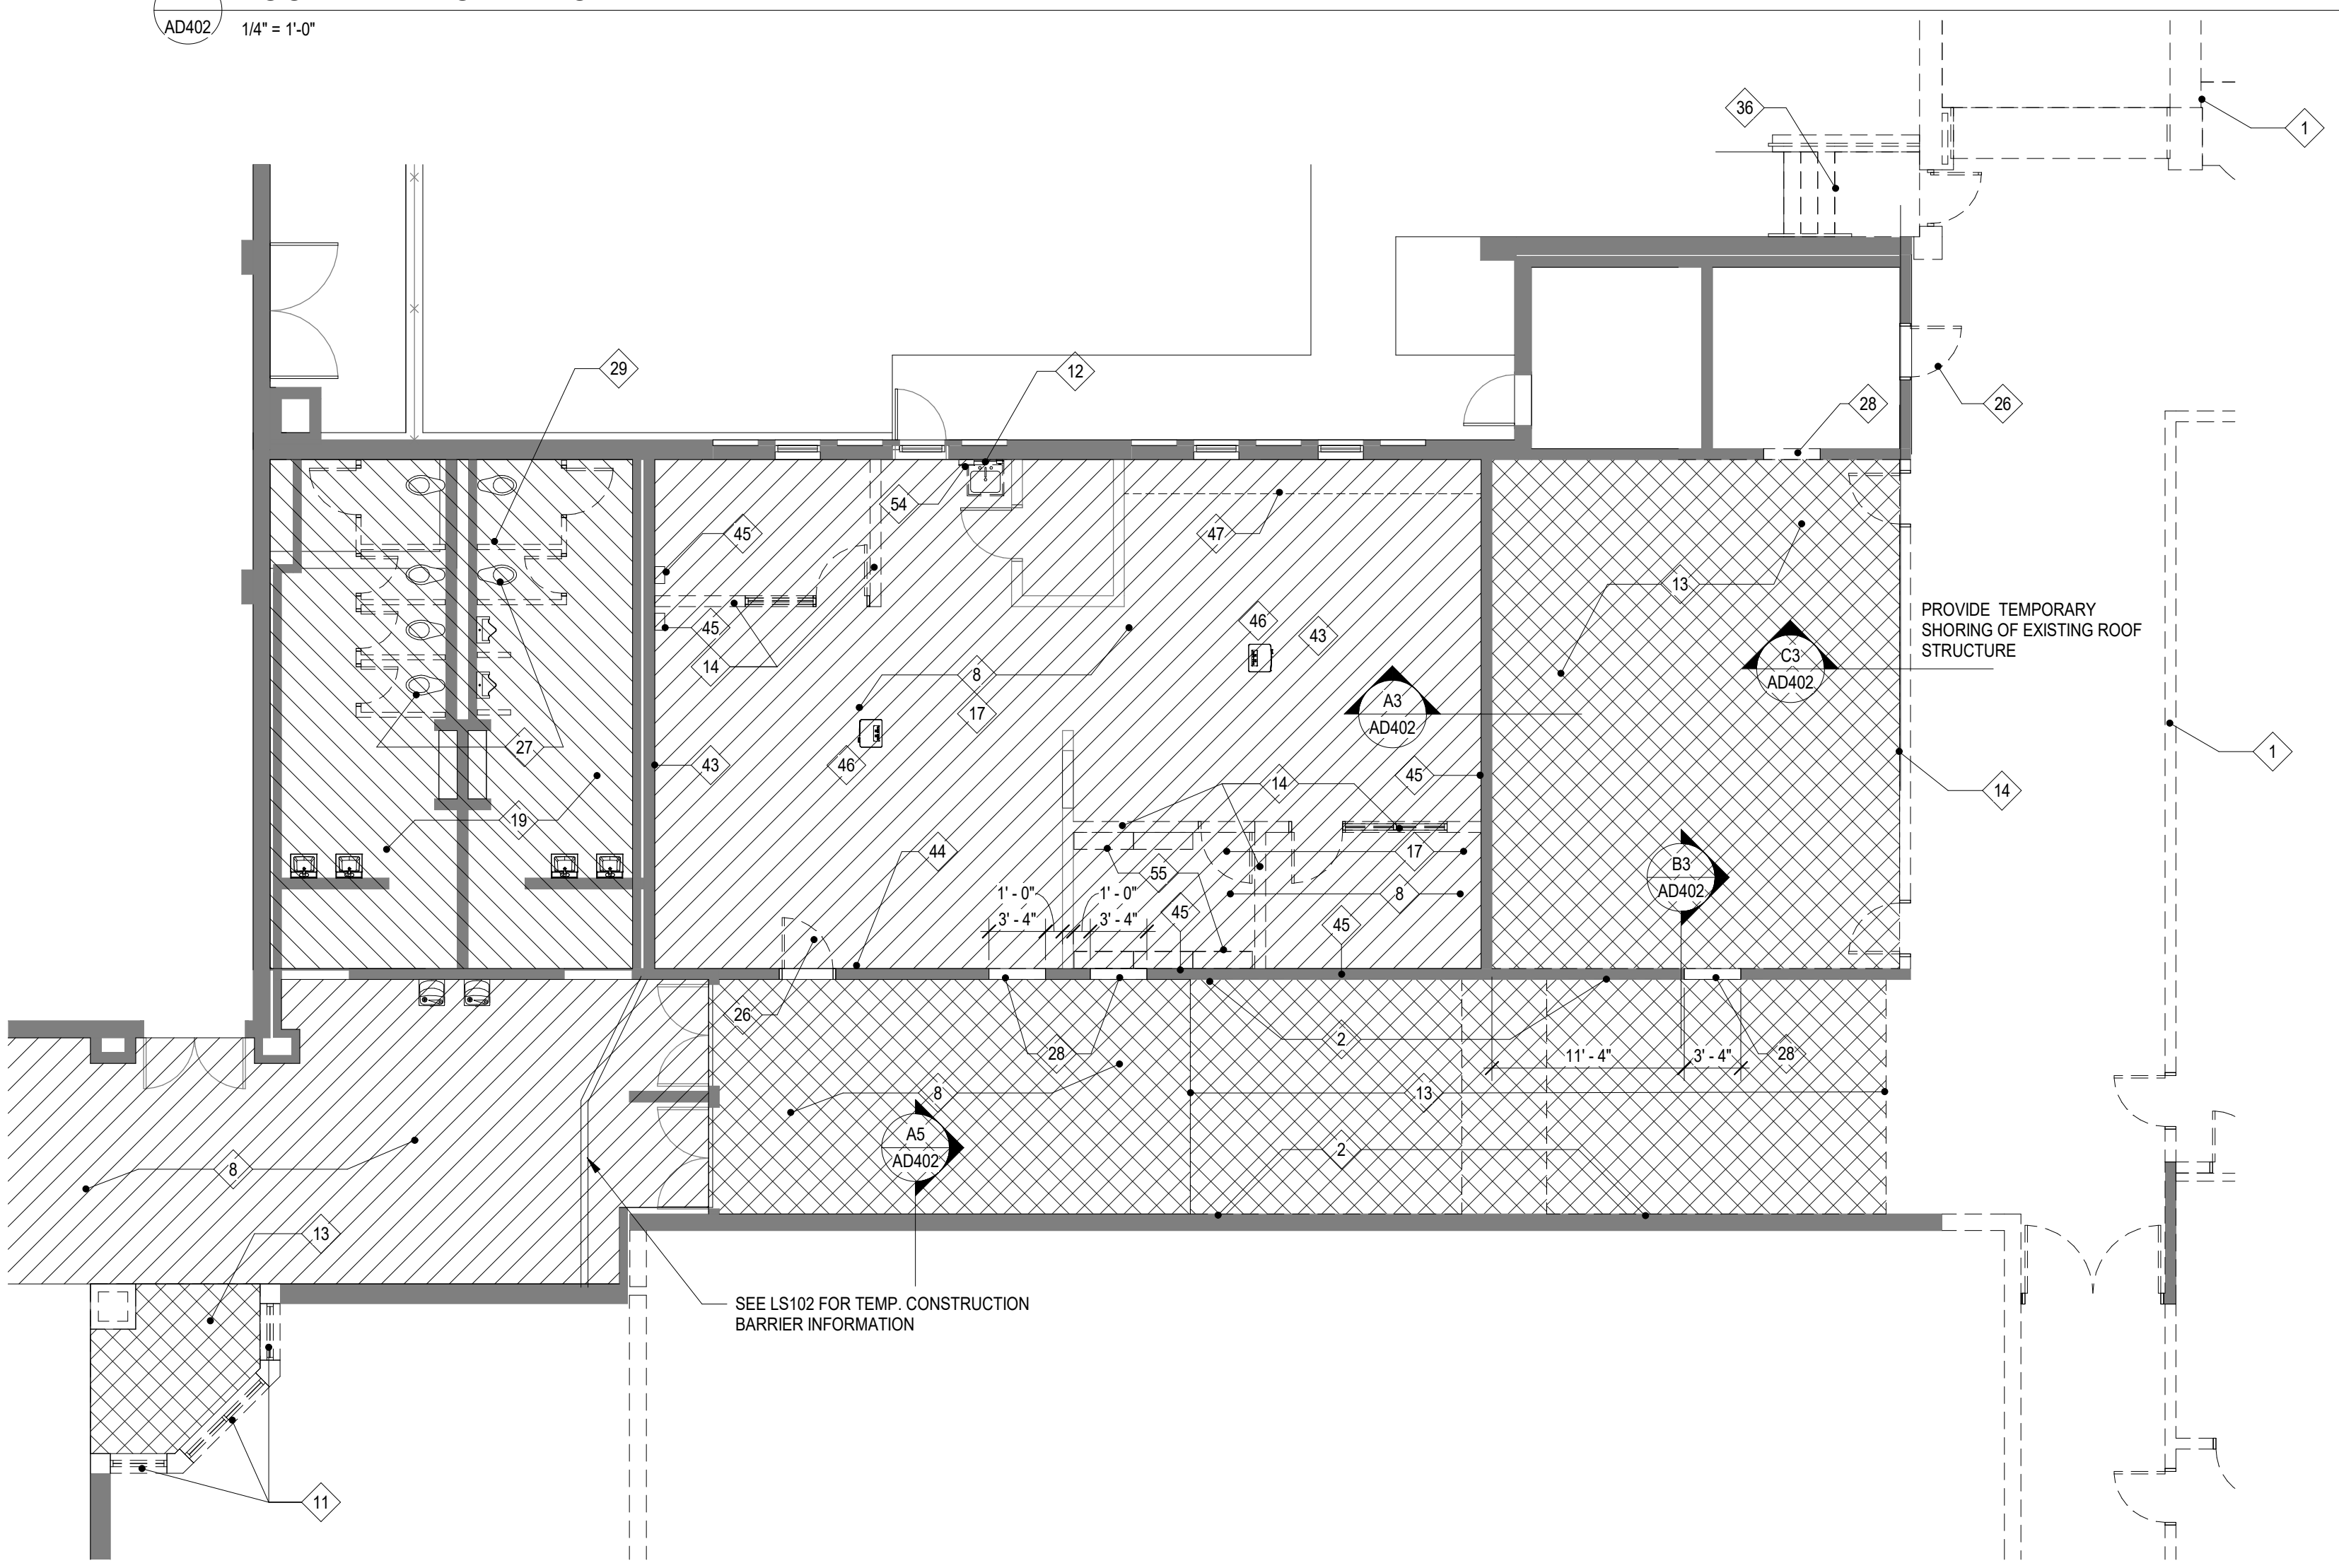 AD402
1/4" = 1'-0"
36
1
29
12
28
26
54
45
47
13
PROVIDE TEMPORARY
SHORING OF EXISTING ROOF
STRUCTURE
46
43
45
14
8
C3
AD402
17
A3
AD402
27
46
43
45
14
1
14
19
44
17
55
B3
AD402
1' - 0"
1' - 0"
8
3' - 4"
3' - 4"
45
45
26
2
28
11' - 4"
3' - 4"
28
8
13
A5
AD402
2
8
13
SEE LS102 FOR TEMP. CONSTRUCTION
BARRIER INFORMATION
11